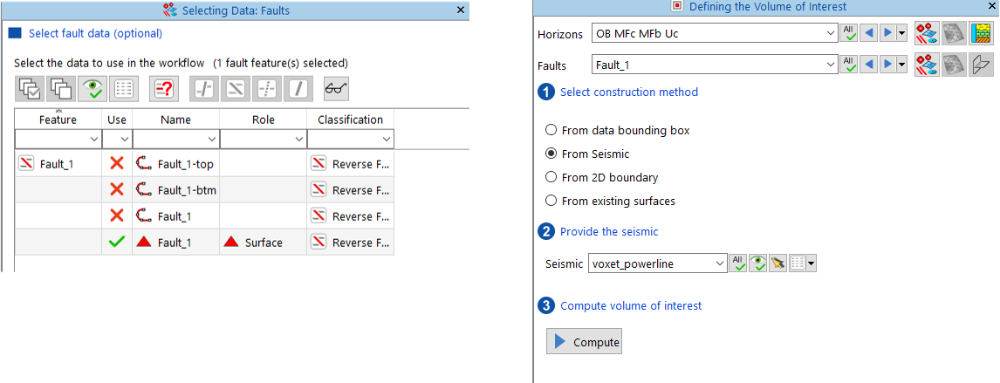 Selecting Data: Faults
Select fault data (optional)
Select the data to use in the workflow (1 fault feature(s) selected)
Feature Use Name Role Classification
Fault_1 Fault_1-top Reverse F...
Fault_1-btm Reverse F...
Fault_1 Reverse F...
Fault_1 Surface Reverse F...
Defining the Volume of Interest
Horizons OB MFc MFb Uc All
Faults Fault_1 All
1 Select construction method
From data bounding box
From Seismic
From 2D boundary
From existing surfaces
2 Provide the seismic
Seismic voxet_powerline All
3 Compute volume of interest
Compute